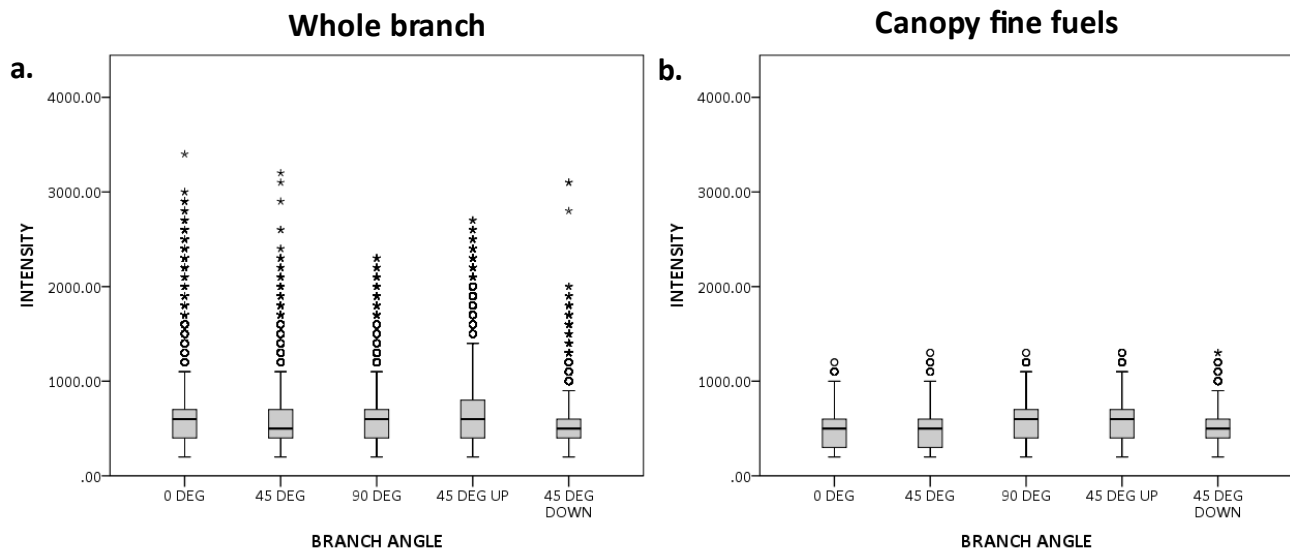 Whole branch
a.
4000.00
3000.00
2000.00
1000.00
.00
INTENSITY
0 DEG
45 DEG
90 DEG
45 DEG UP
45 DEG
DOWN
BRANCH ANGLE
Canopy fine fuels
b.
4000.00
3000.00
2000.00
1000.00
.00
INTENSITY
0 DEG
45 DEG
90 DEG
45 DEG UP
45 DEG
DOWN
BRANCH ANGLE